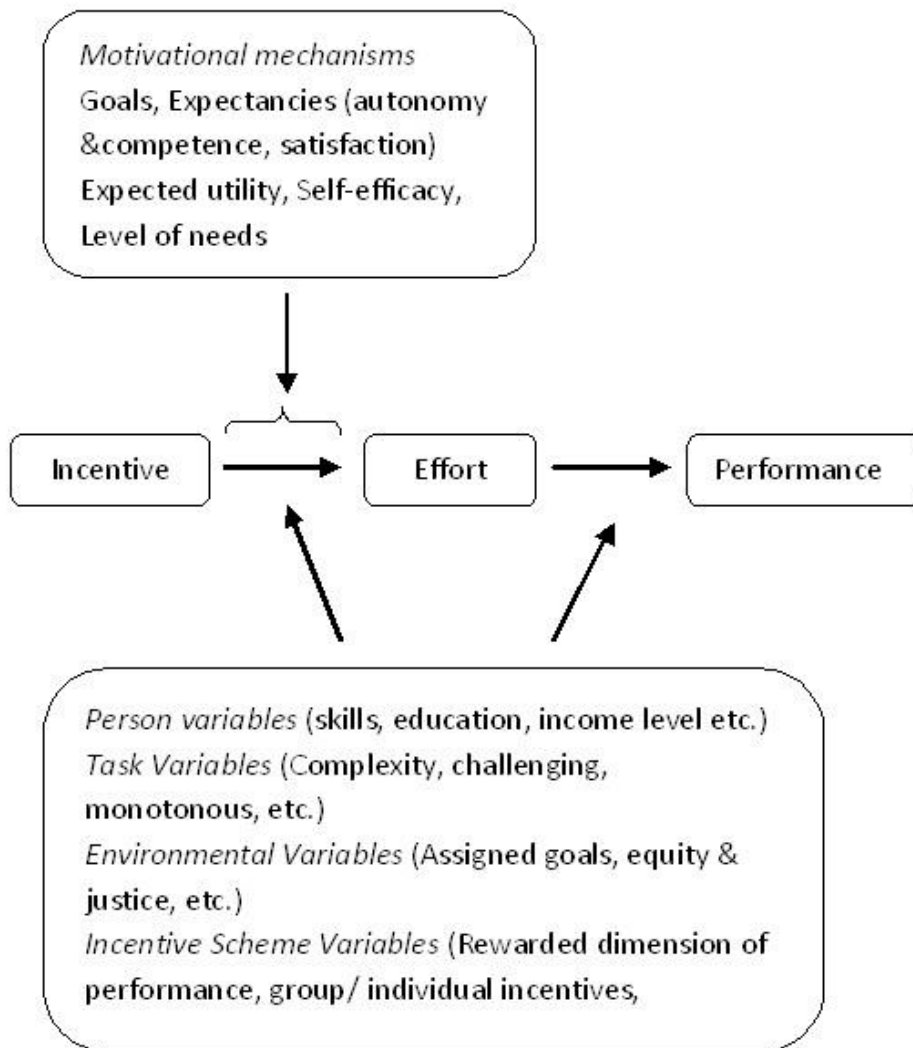 Motivational mechanisms
Goals, Expectancies (autonomy
&competence, satisfaction)
Expected utility, Self-efficacy,
Level of needs
Incentive
Effort
Performance
Person variables (skills, education, income level etc.)
Task Variables (Complexity, challenging,
monotonous, etc.)
Environmental Variables (Assigned goals, equity &
justice, etc.)
Incentive Scheme Variables (Rewarded dimension of
performance, group/ individual incentives,